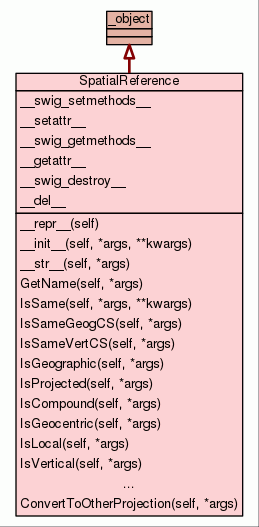 _object
SpatialReference
__swig_setmethods__
__setattr__
__swig_getmethods__
__getattr__
__swig_destroy__
__del__
__repr__(self)
__init__(self, *args, **kwargs)
__str__(self, *args)
GetName(self, *args)
IsSame(self, *args, **kwargs)
IsSameGeogCS(self, *args)
IsSameVertCS(self, *args)
IsGeographic(self, *args)
IsProjected(self, *args)
IsCompound(self, *args)
IsGeocentric(self, *args)
IsLocal(self, *args)
IsVertical(self, *args)
...
ConvertToOtherProjection(self, *args)